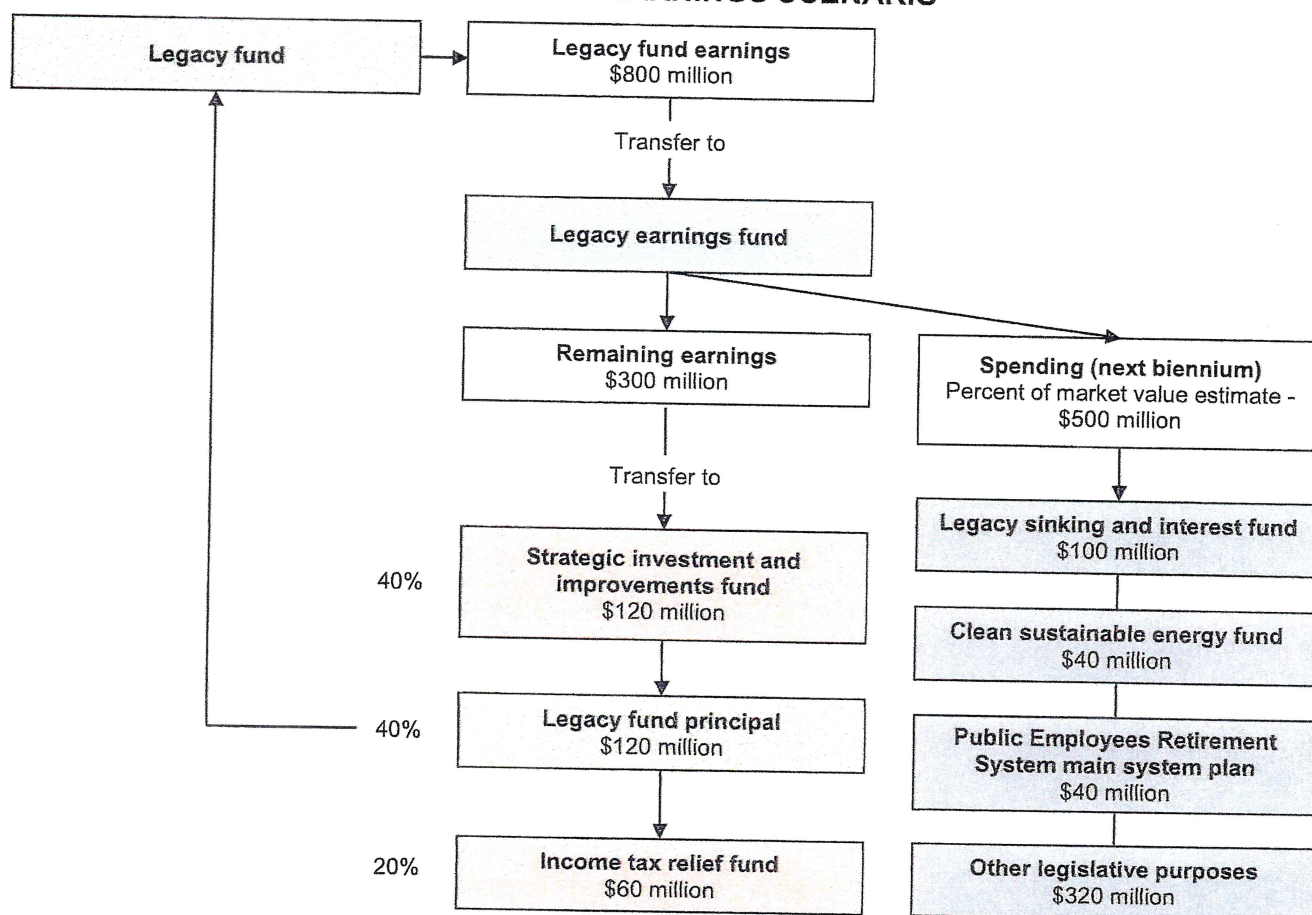 Legacy fund
Legacy fund earnings
$800 million
Transfer to
Legacy earnings fund
Remaining earnings
$300 million
Spending (next biennium)
Percent of market value estimate -
$500 million
Transfer to
40%
Strategic investment and
improvements fund
$120 million
40%
Legacy fund principal
$120 million
20%
Income tax relief fund
$60 million
Legacy sinking and interest fund
$100 million
Clean sustainable energy fund
$40 million
Public Employees Retirement
System main system plan
$40 million
Other legislative purposes
$320 million